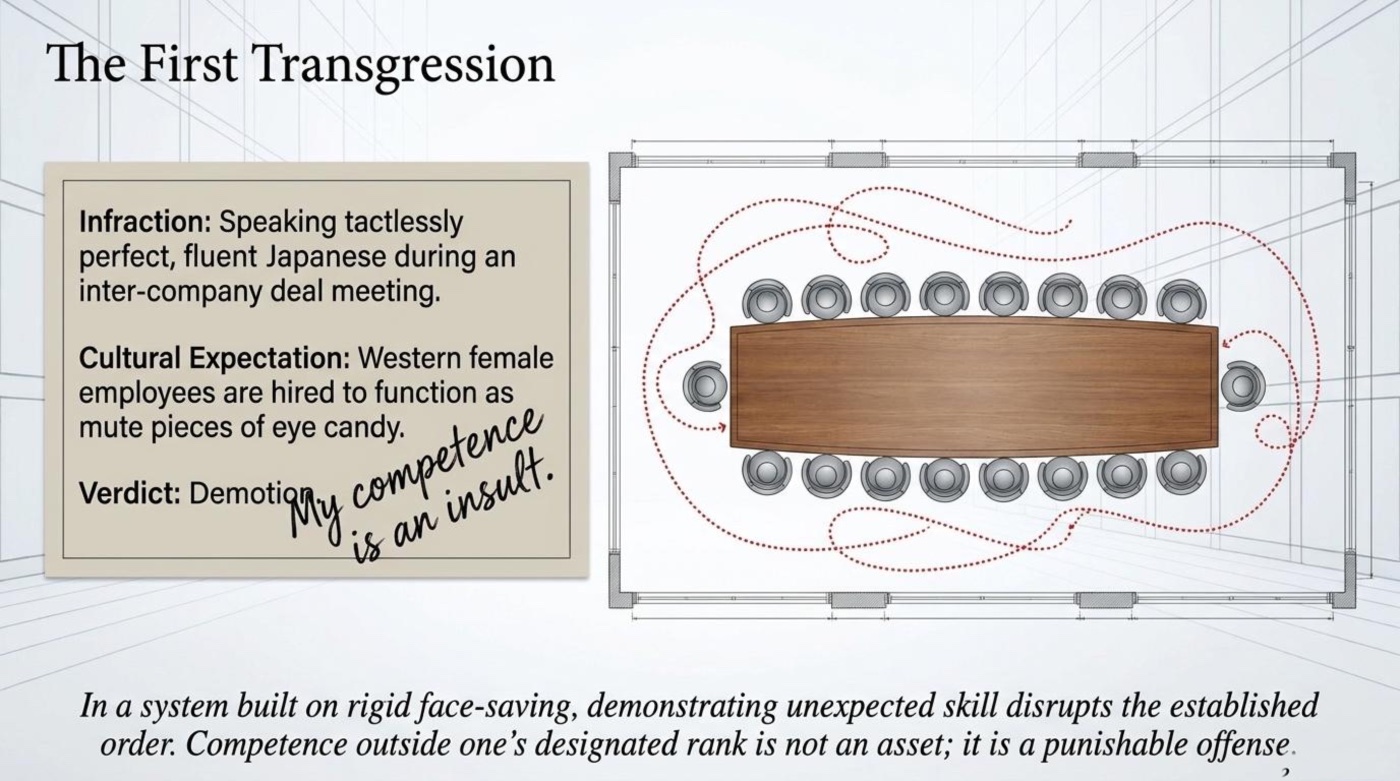 The First Transgression
Infraction: Speaking tactlessly
perfect, fluent Japanese during an
inter-company deal meeting.
Cultural Expectation: Western female
employees are hired to function as
mute pieces of eye candy.
Verdict: Demotion
My competence
is an insult.
In a system built on rigid face-saving, demonstrating unexpected skill disrupts the established
order. Competence outside one's designated rank is not an asset; it is a punishable offense.